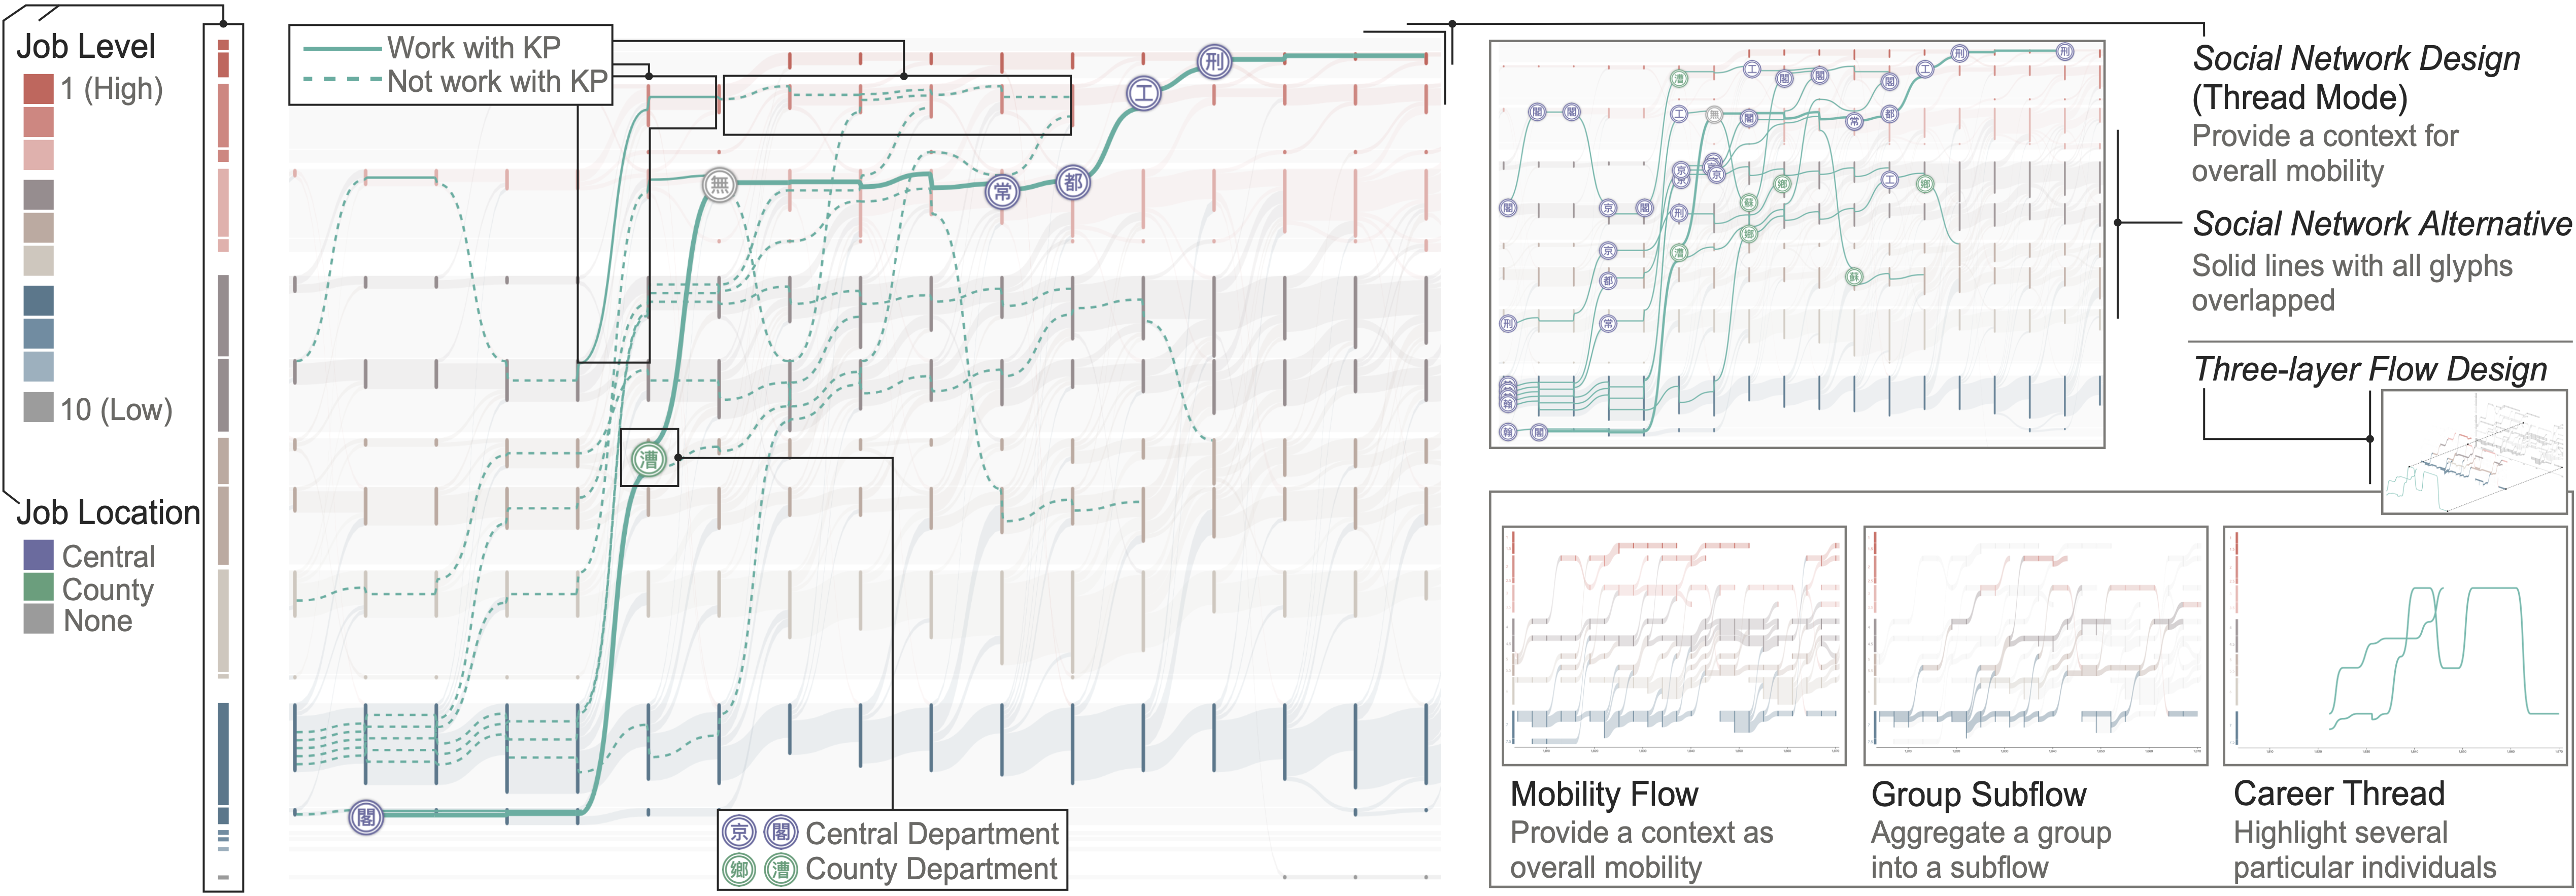 Job Level
1 (High)
10 (Low)
Job Location
Central
County
None
Work with KP
Not work with KP
刑
工
無
常
都
漕
閣
京 閣 Central Department
鄉 漕 County Department
Social Network Design
(Thread Mode)
Provide a context for
overall mobility
Social Network Alternative
Solid lines with all glyphs
overlapped
Three-layer Flow Design
Mobility Flow
Provide a context as
overall mobility
Group Subflow
Aggregate a group
into a subflow
Career Thread
Highlight several
particular individuals